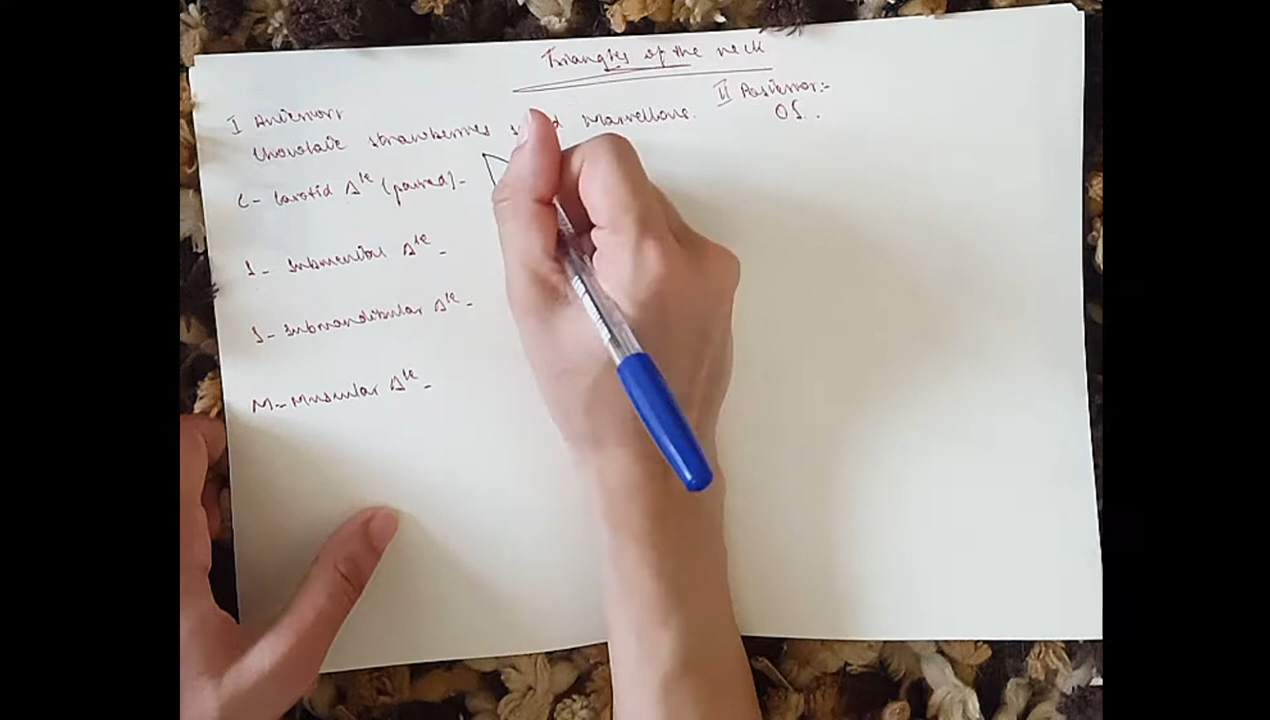 Triangles of the neck
I Anteriors
Chocolate strawberries marvellous.
C- Carotid Δle (paired)-
S- Submental Δle -
S- Submandibular Δle -
M- Muscular Δle -
II Posterior:-
OS..